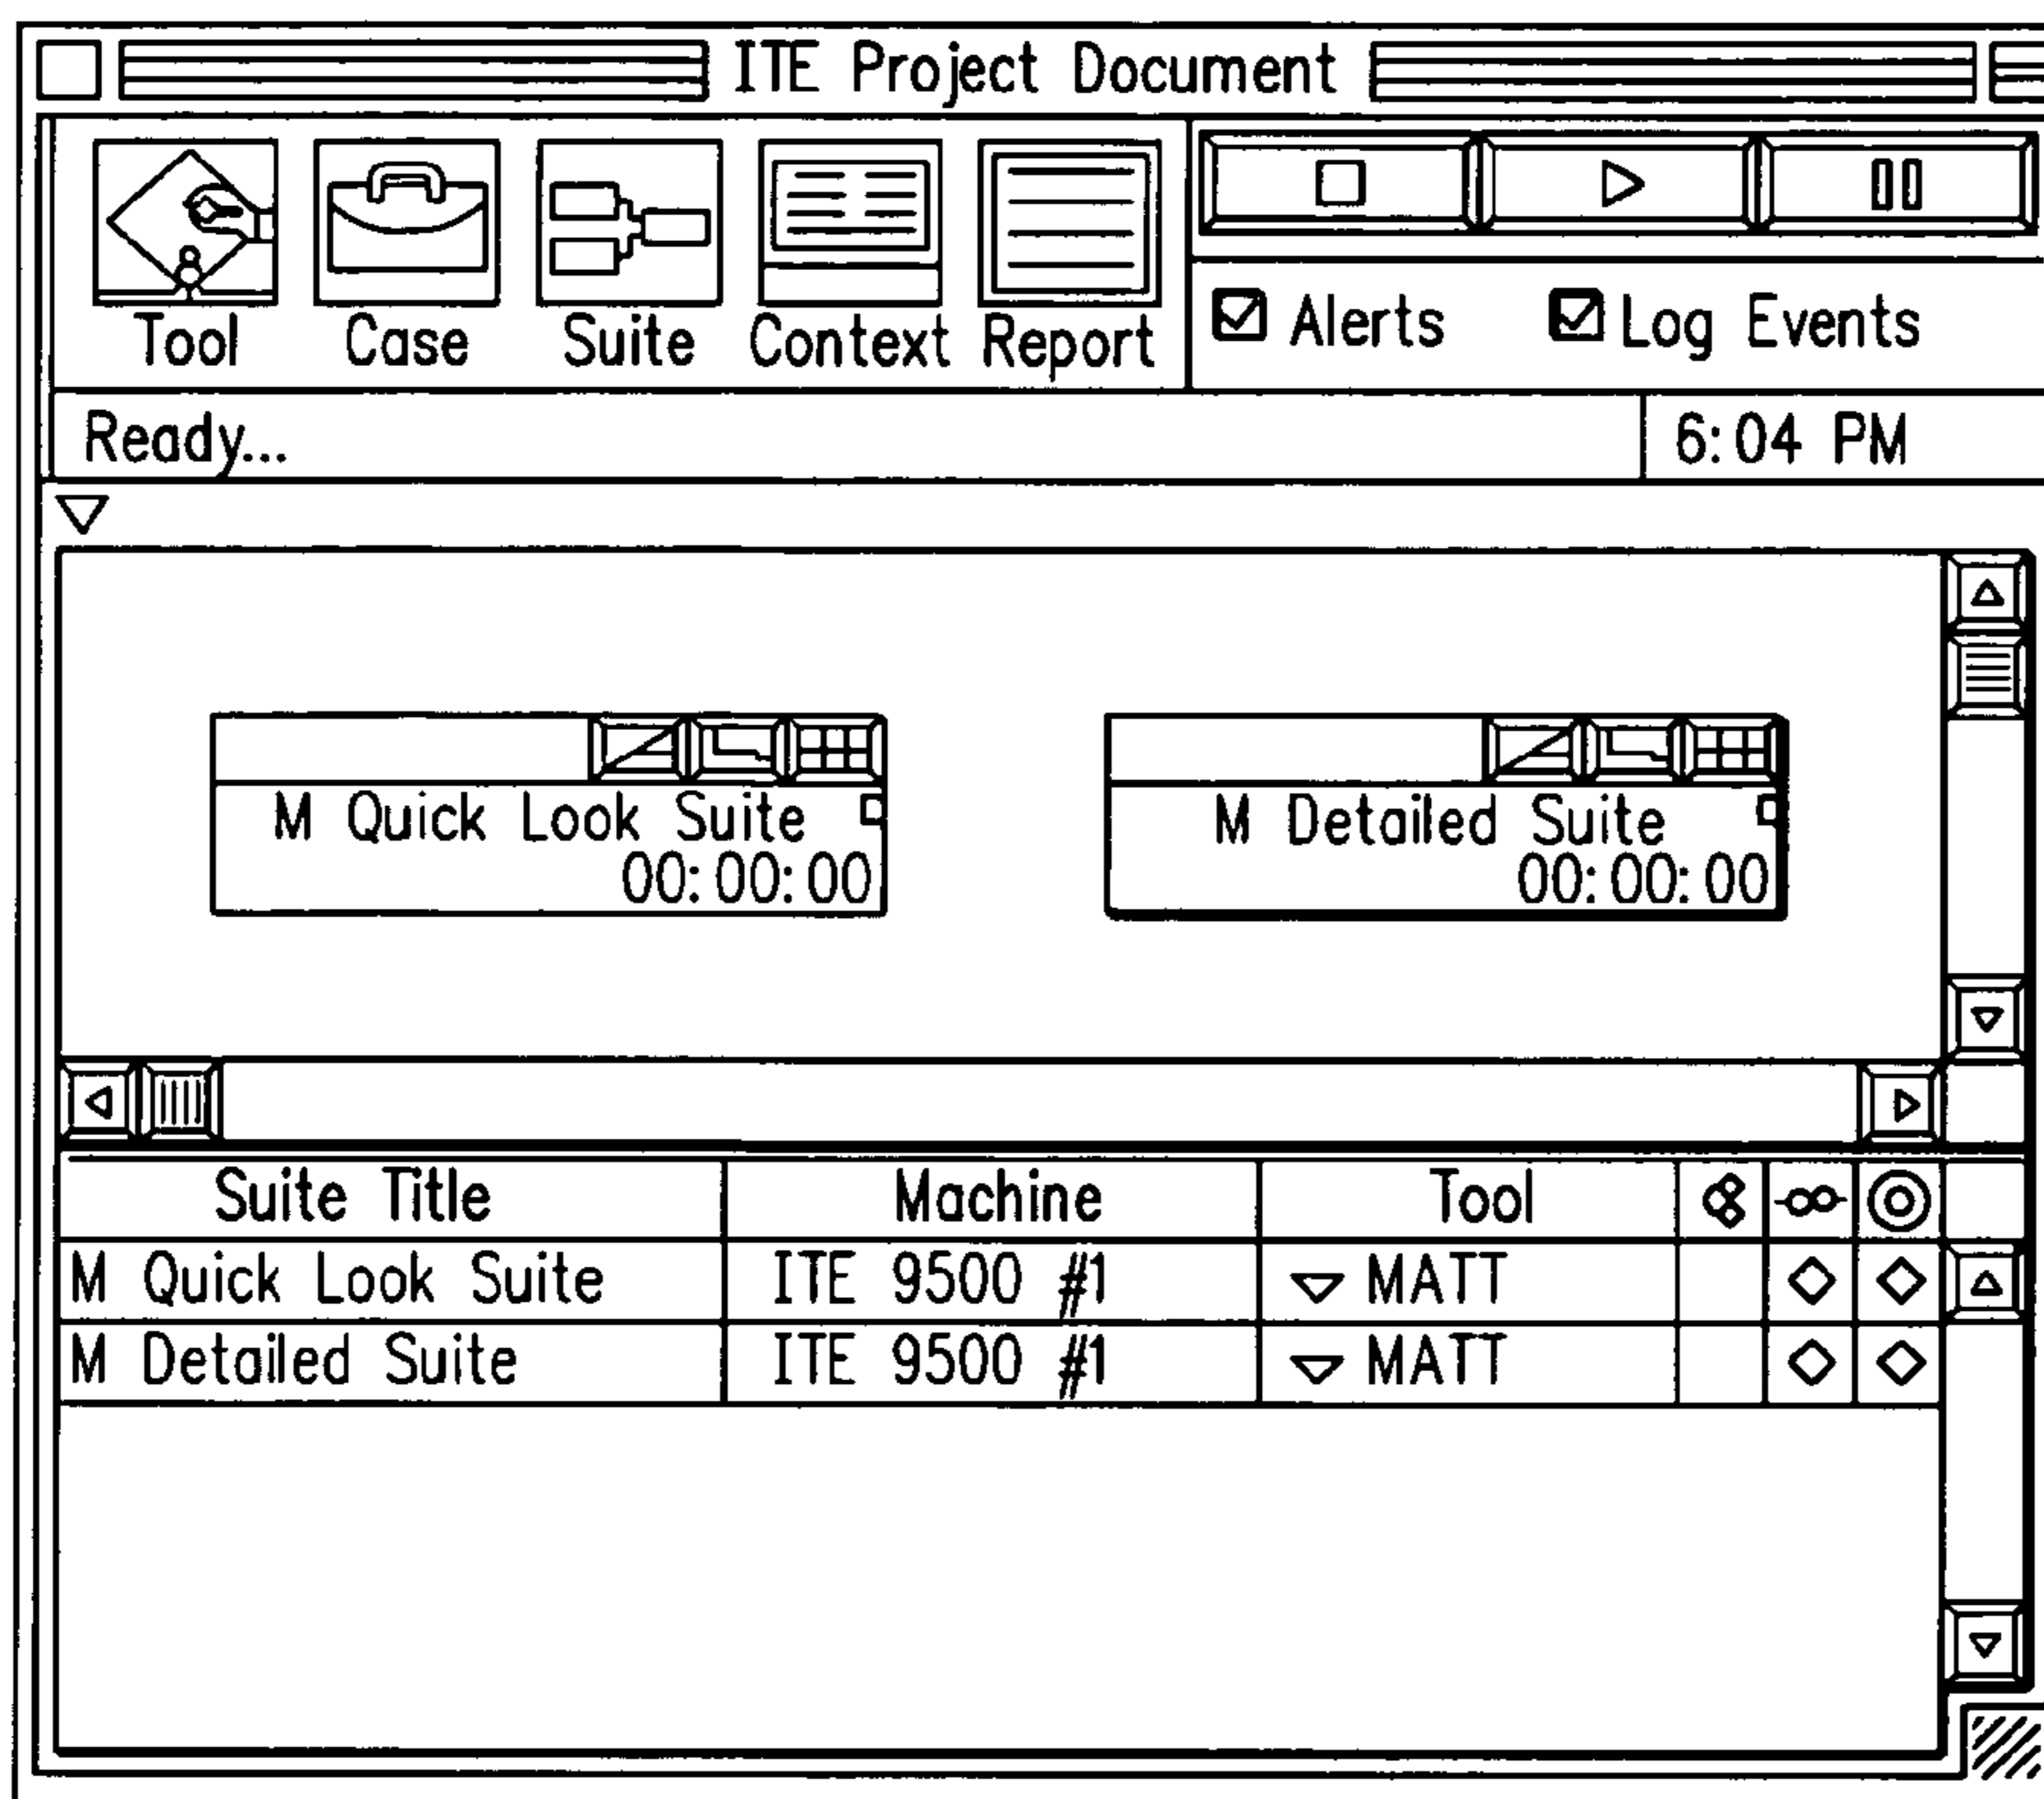 ITE Project Document
Tool Case Suite Context Report
Alerts Log Events
Ready... 6:04 PM
M Quick Look Suite
00:00:00
M Detailed Suite
00:00:00
Suite Title Machine Tool
M Quick Look Suite ITE 9500 #1 MATT
M Detailed Suite ITE 9500 #1 MATT